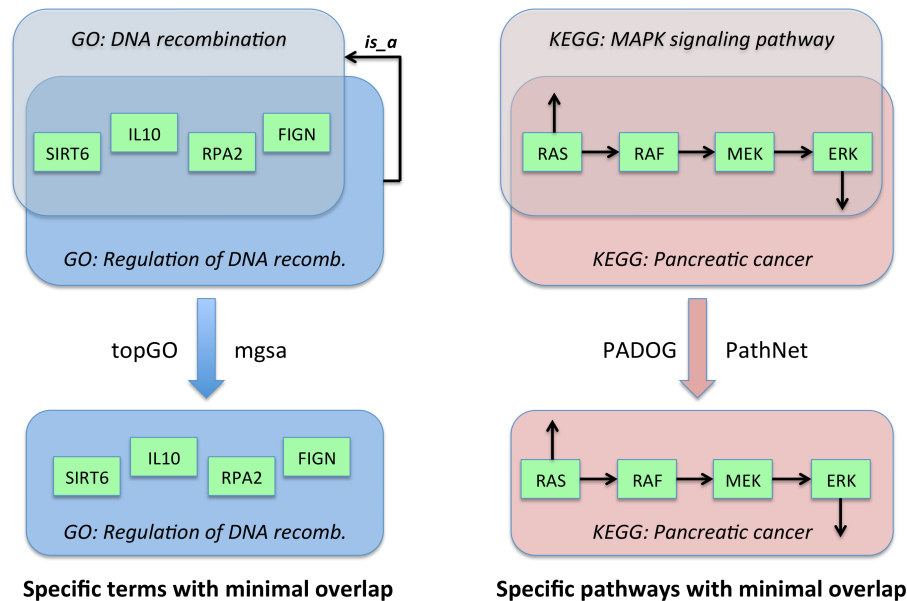 GO: DNA recombination
is_a
SIRT6
IL10
RPA2
FIGN
GO: Regulation of DNA recomb.
topGO
mgsa
SIRT6
IL10
RPA2
FIGN
GO: Regulation of DNA recomb.
Specific terms with minimal overlap
KEGG: MAPK signaling pathway
RAS
RAF
MEK
ERK
KEGG: Pancreatic cancer
PADOG
PathNet
RAS
RAF
MEK
ERK
KEGG: Pancreatic cancer
Specific pathways with minimal overlap